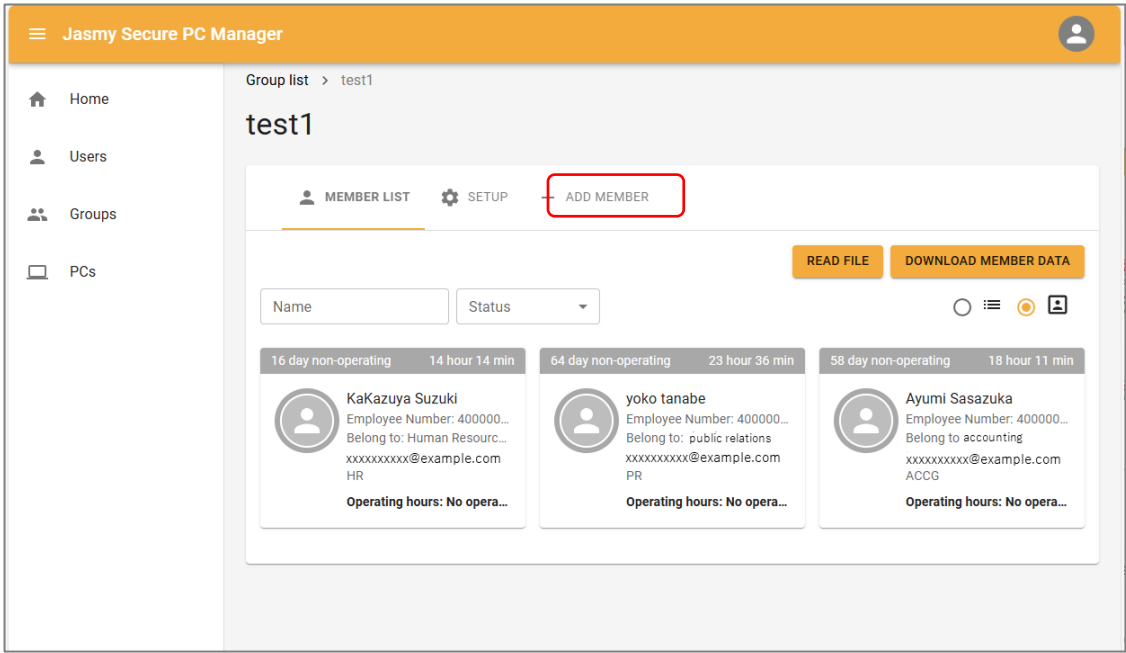 Jasmy Secure PC Manager
Home
Users
Groups
PCs
Group list > test1
test1
MEMBER LIST
SETUP
ADD MEMBER
READ FILE
DOWNLOAD MEMBER DATA
Name
Status
16 day non-operating 14 hour 14 min
KaKazuya Suzuki
Employee Number: 400000...
Belong to: Human Resourc...
xxxxxxxxxx@example.com
HR
Operating hours: No opera...
64 day non-operating 23 hour 36 min
yoko tanabe
Employee Number: 400000...
Belong to: public relations
xxxxxxxxxx@example.com
PR
Operating hours: No opera...
58 day non-operating 18 hour 11 min
Ayumi Sasazuka
Employee Number: 400000...
Belong to accounting
xxxxxxxxxx@example.com
ACCG
Operating hours: No opera...